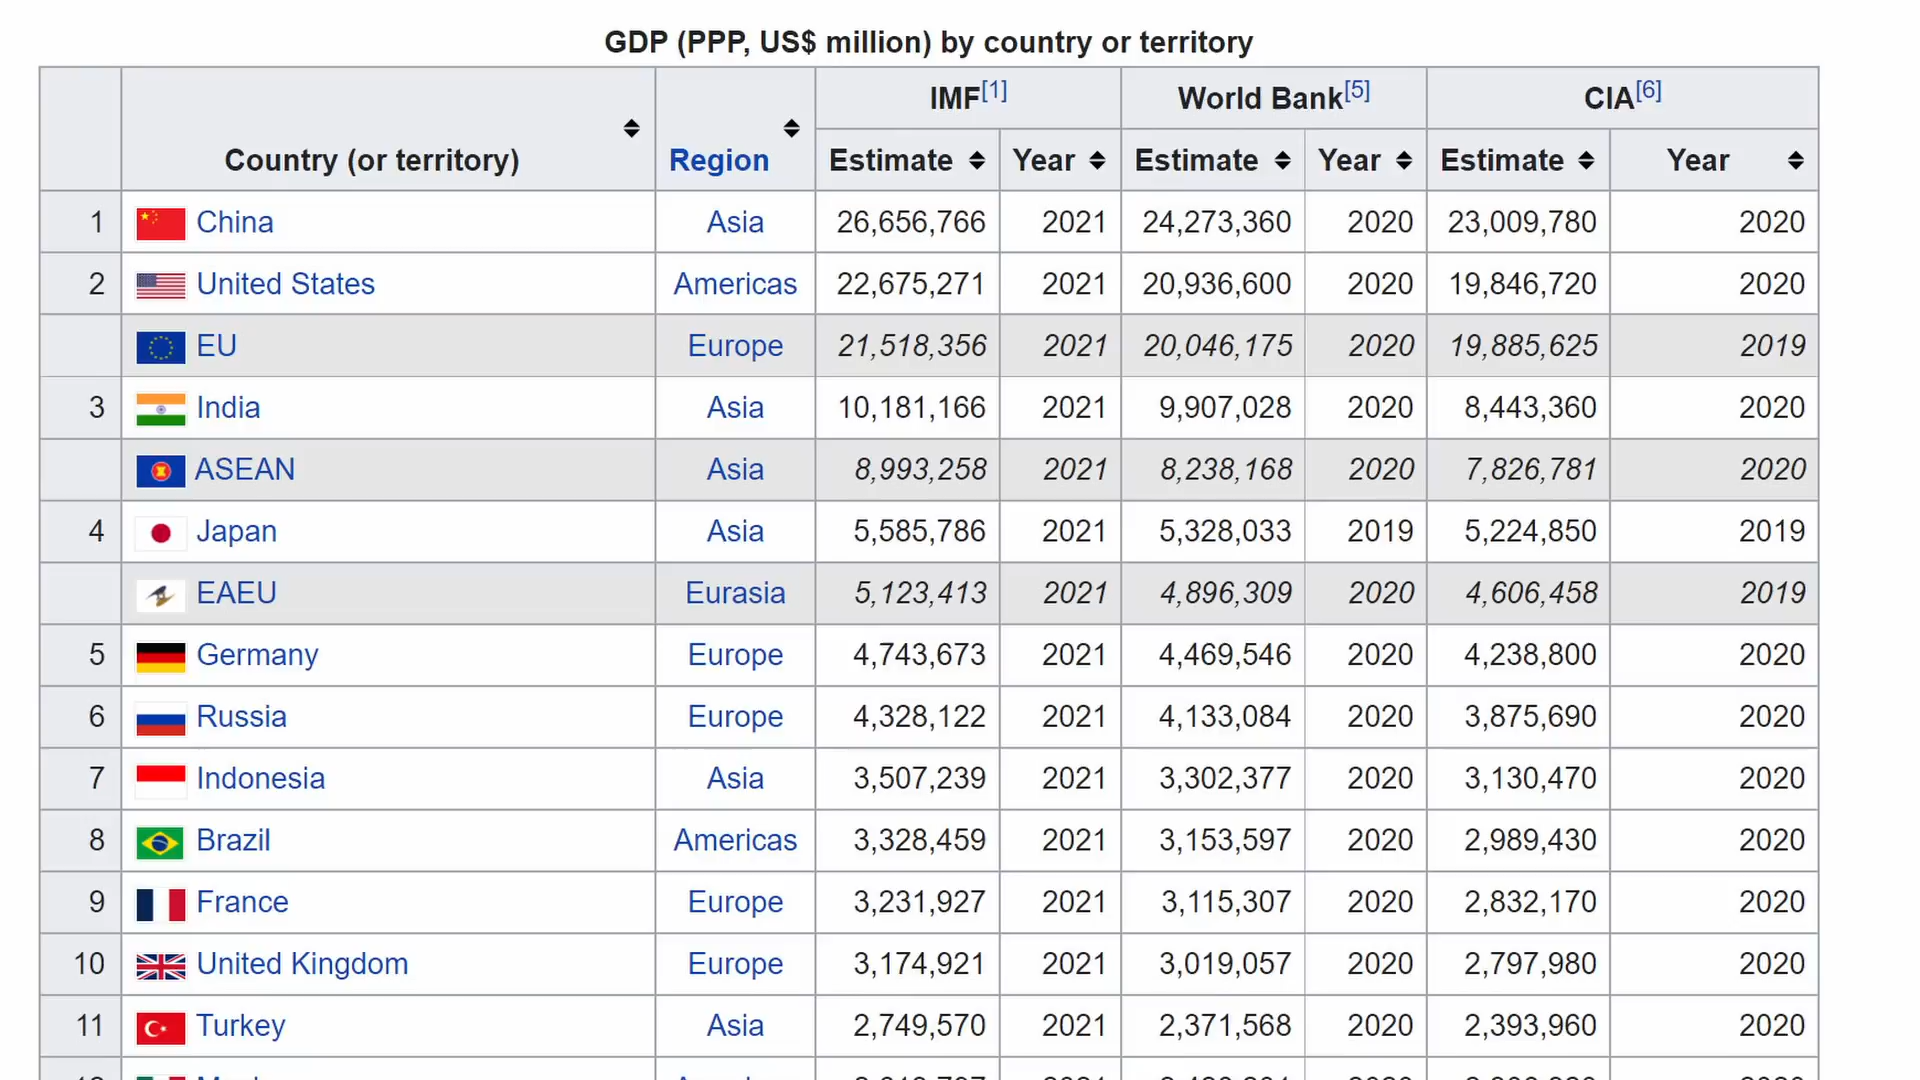 GDP (PPP, US$ million) by country or territory
Country (or territory) Region IMF[1] World Bank[5] CIA[6]
Estimate Year Estimate Year Estimate Year
1 China Asia 26,656,766 2021 24,273,360 2020 23,009,780 2020
2 United States Americas 22,675,271 2021 20,936,600 2020 19,846,720 2020
EU Europe 21,518,356 2021 20,046,175 2020 19,885,625 2019
3 India Asia 10,181,166 2021 9,907,028 2020 8,443,360 2020
ASEAN Asia 8,993,258 2021 8,238,168 2020 7,826,781 2020
4 Japan Asia 5,585,786 2021 5,328,033 2019 5,224,850 2019
EAEU Eurasia 5,123,413 2021 4,896,309 2020 4,606,458 2019
5 Germany Europe 4,743,673 2021 4,469,546 2020 4,238,800 2020
6 Russia Europe 4,328,122 2021 4,133,084 2020 3,875,690 2020
7 Indonesia Asia 3,507,239 2021 3,302,377 2020 3,130,470 2020
8 Brazil Americas 3,328,459 2021 3,153,597 2020 2,989,430 2020
9 France Europe 3,231,927 2021 3,115,307 2020 2,832,170 2020
10 United Kingdom Europe 3,174,921 2021 3,019,057 2020 2,797,980 2020
11 Turkey Asia 2,749,570 2021 2,371,568 2020 2,393,960 2020